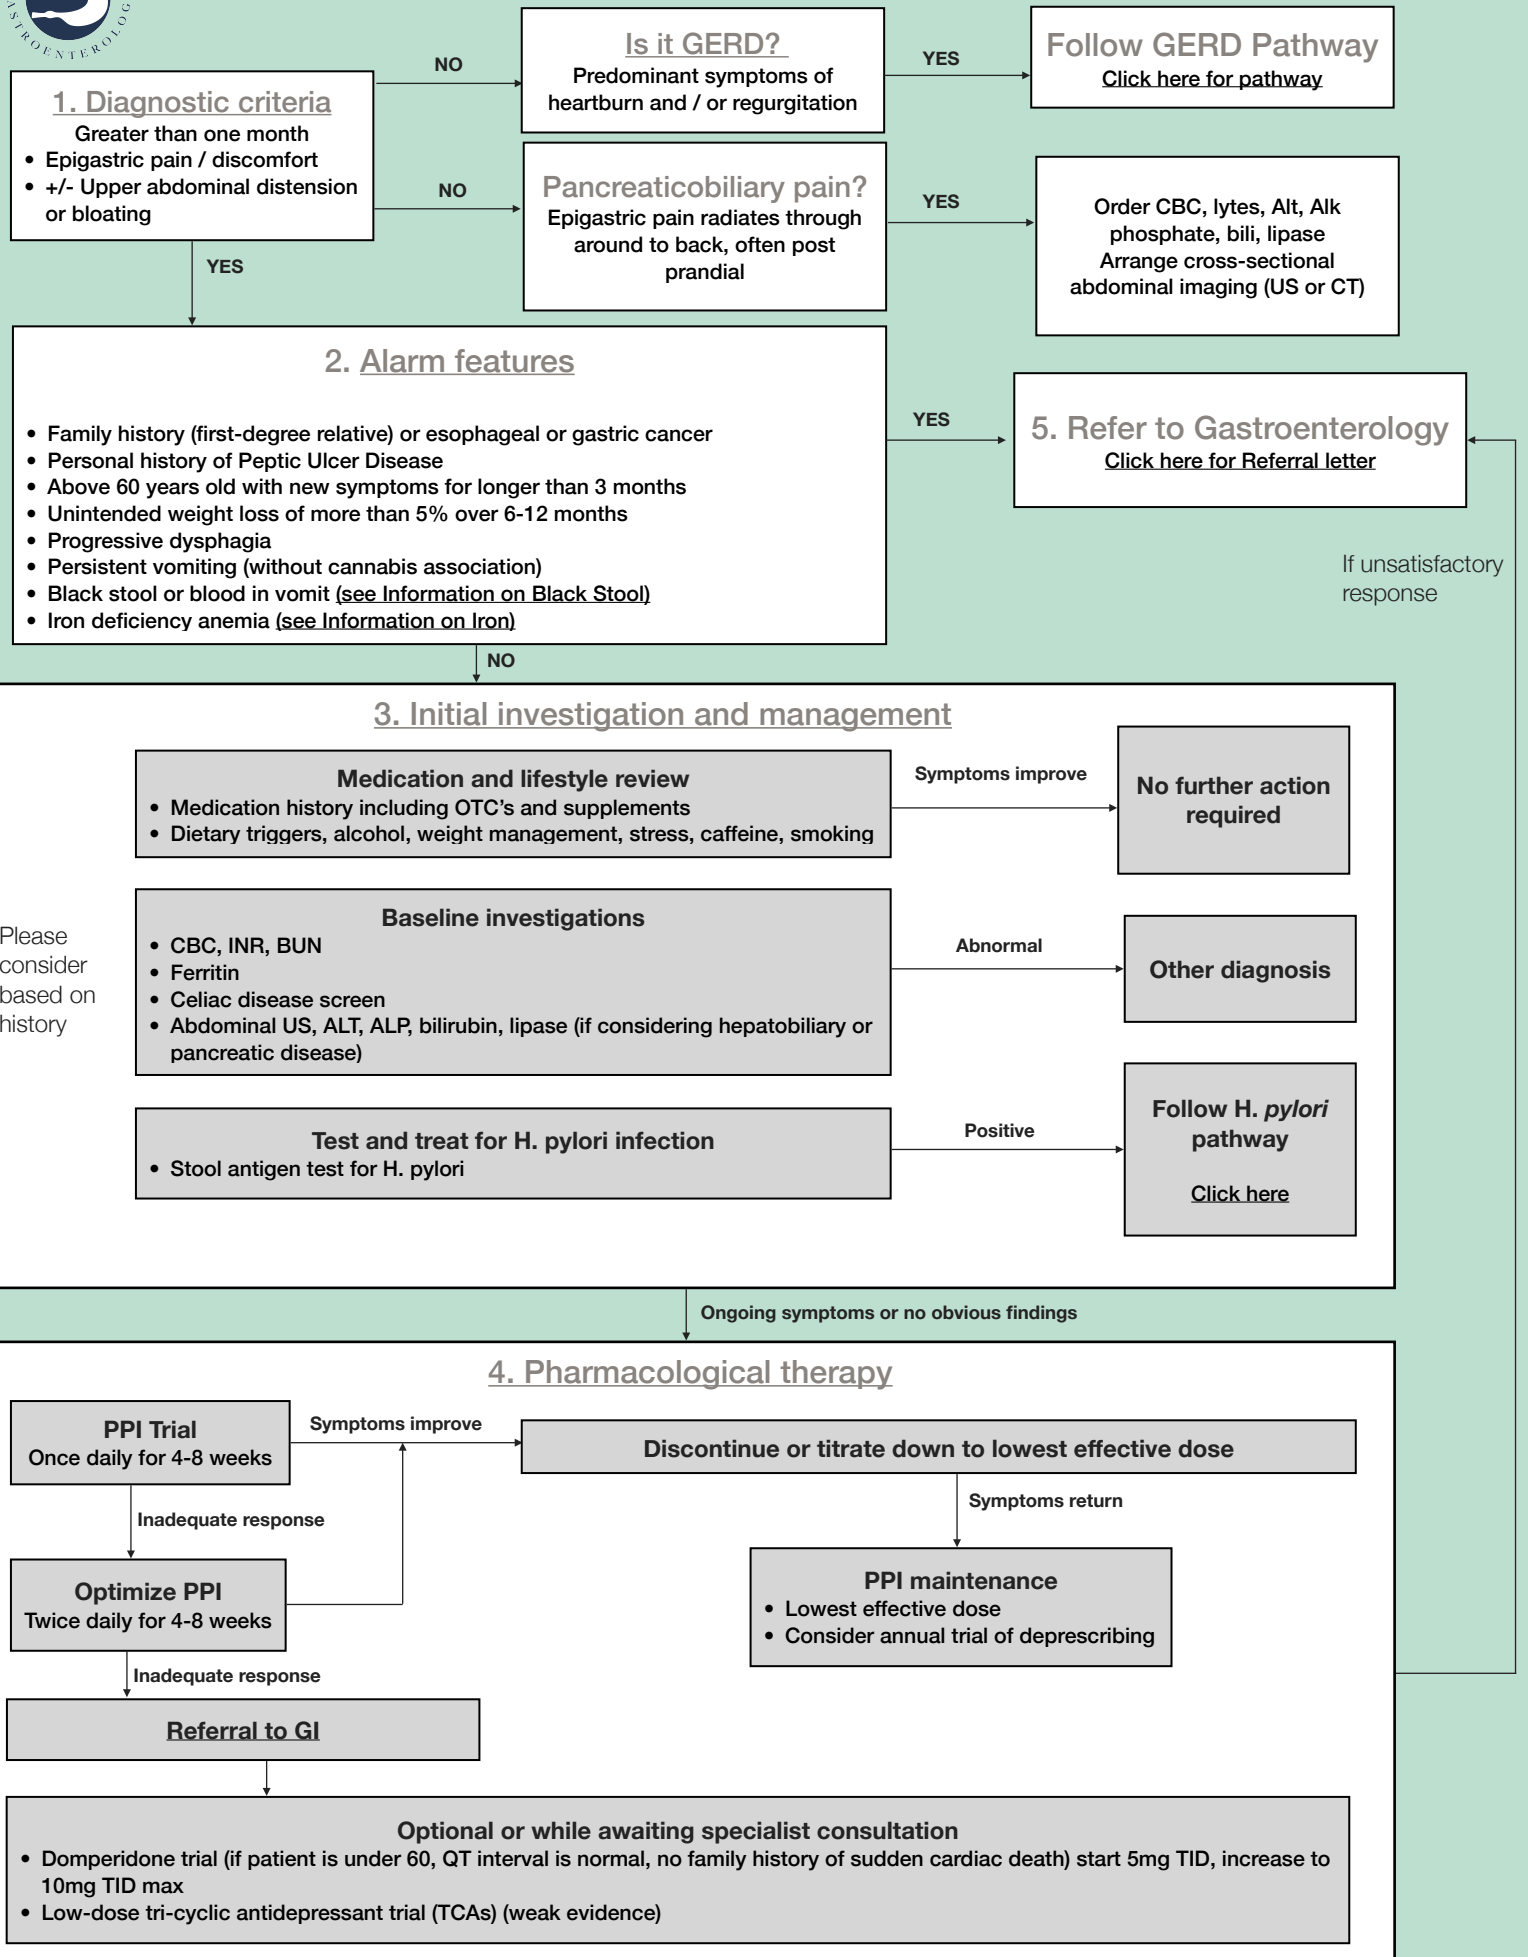 ASTROENTEROLOG
1. Diagnostic criteria
Greater than one month
• Epigastric pain / discomfort
• +/- Upper abdominal distension
or bloating
NO
Is it GERD?
Predominant symptoms of
heartburn and / or regurgitation
YES
Follow GERD Pathway
Click here for pathway
NO
Pancreaticobiliary pain?
Epigastric pain radiates through
around to back, often post
prandial
YES
Order CBC, lytes, Alt, Alk
phosphate, bili, lipase
Arrange cross-sectional
abdominal imaging (US or CT)
YES
2. Alarm features
• Family history (first-degree relative) or esophageal or gastric cancer
• Personal history of Peptic Ulcer Disease
• Above 60 years old with new symptoms for longer than 3 months
• Unintended weight loss of more than 5% over 6-12 months
• Progressive dysphagia
• Persistent vomiting (without cannabis association)
• Black stool or blood in vomit (see Information on Black Stool)
• Iron deficiency anemia (see Information on Iron)
YES
5. Refer to Gastroenterology
Click here for Referral letter
If unsatisfactory
response
NO
3. Initial investigation and management
Medication and lifestyle review
• Medication history including OTC's and supplements
• Dietary triggers, alcohol, weight management, stress, caffeine, smoking
Symptoms improve
No further action
required
Please
consider
based on
history
Baseline investigations
• CBC, INR, BUN
• Ferritin
• Celiac disease screen
• Abdominal US, ALT, ALP, bilirubin, lipase (if considering hepatobiliary or
pancreatic disease)
Abnormal
Other diagnosis
Test and treat for H. pylori infection
• Stool antigen test for H. pylori
Positive
Follow H. pylori
pathway
Click here
Ongoing symptoms or no obvious findings
4. Pharmacological therapy
PPI Trial
Once daily for 4-8 weeks
Symptoms improve
Discontinue or titrate down to lowest effective dose
Inadequate response
Symptoms return
Optimize PPI
Twice daily for 4-8 weeks
PPI maintenance
• Lowest effective dose
• Consider annual trial of deprescribing
Inadequate response
Referral to GI
Optional or while awaiting specialist consultation
• Domperidone trial (if patient is under 60, QT interval is normal, no family history of sudden cardiac death) start 5mg TID, increase to
10mg TID max
• Low-dose tri-cyclic antidepressant trial (TCAs) (weak evidence)